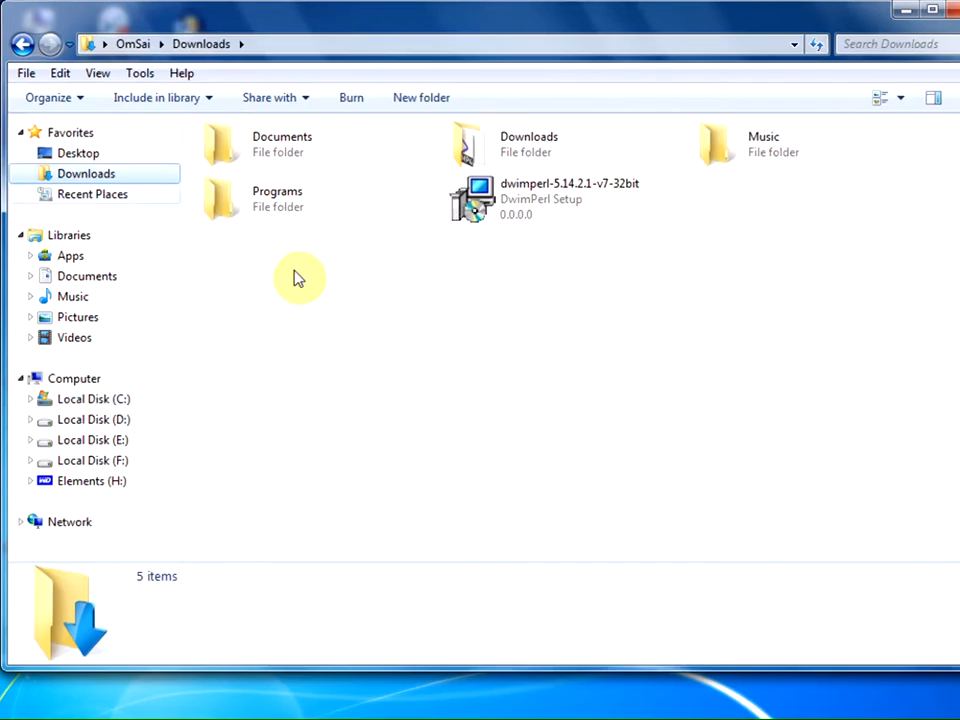 OmSai Downloads
Search Downloads
File Edit View Tools Help
Organize Include in library Share with Burn New folder
Favorites
Desktop
Downloads
Recent Places
Libraries
Apps
Documents
Music
Pictures
Videos
Computer
Local Disk (C:)
Local Disk (D:)
Local Disk (E:)
Local Disk (F:)
Elements (H:)
Network
Documents
File folder
Downloads
File folder
Music
File folder
Programs
File folder
dwimperl-5.14.2.1-v7-32bit
DwimPerl Setup
0.0.0.0
5 items